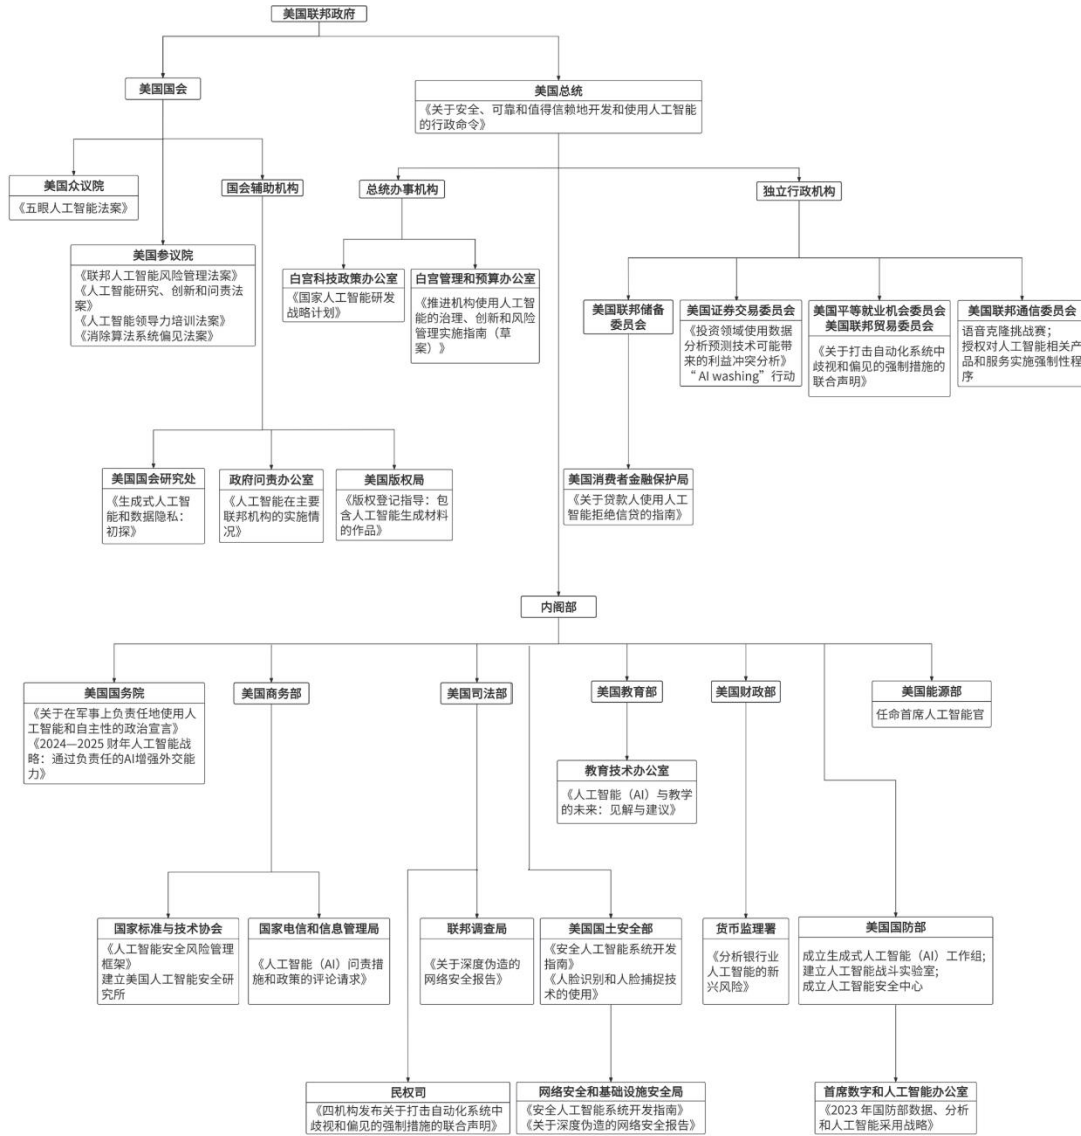 美国联邦政府
美国国会
美国总统
《关于安全、可靠和值得信赖地开发和使用人工智能
的行政命令》
美国众议院
《五眼人工智能法案》
国会辅助机构
总统办事机构
独立行政机构
美国参议院
《联邦人工智能风险管理法案》
《人工智能研究、创新和问责法
案》
《人工智能领导力培训法案》
《消除算法系统偏见法案》
白宫科技政策办公室
《国家人工智能研发
战略计划》
白宫管理和预算办公室
《推进机构使用人工智
能的治理、创新和风险
管理实施指南（草
案）》
美国联邦储备
委员会
美国证券交易委员会
《投资领域使用数据
分析预测技术可能带
来的利益冲突分析》
“AI washing”行动
美国平等就业机会委员会
美国联邦贸易委员会
《关于打击自动化系统中
歧视和偏见的强制措施的
联合声明》
美国联邦通信委员会
语音克隆挑战赛；
授权对人工智能相关产
品和服务实施强制性程
序
美国国会研究处
《生成式人工智
能和数据隐私：
初探》
政府问责办公室
《人工智能在主要
联邦机构的实施情
况》
美国版权局
《版权登记指导：包
含人工智能生成材料
的作品》
美国消费者金融保护局
《关于贷款人使用人工
智能拒绝信贷的指南》
内阁部
美国国务院
《关于在军事上负责任地使用人
工智能和自主性的政治宣言》
《2024—2025 财年人工智能战
略：通过负责任的AI增强外交能
力》
美国商务部
美国司法部
美国教育部
美国财政部
美国能源部
任命首席人工智能官
教育技术办公室
《人工智能（AI）与教学
的未来：见解与建议》
国家标准与技术协会
《人工智能安全风险管理
框架》
建立美国人工智能安全研
究所
国家电信和信息管理局
《人工智能（AI）问责措
施和政策的评论请求》
联邦调查局
《关于深度伪造的
网络安全报告》
美国国土安全部
《安全人工智能系统开发
指南》
《人脸识别和人脸捕捉技
术的使用》
货币监理署
《分析银行业
人工智能的新
兴风险》
美国国防部
成立生成式人工智能（AI）工作组;
建立人工智能战斗实验室;
成立人工智能安全中心
民权司
《四机构发布关于打击自动化系统中
歧视和偏见的强制措施的联合声明》
网络安全和基础设施安全局
《安全人工智能系统开发指南》
《关于深度伪造的网络安全报告》
首席数字和人工智能办公室
《2023 年国防部数据、分析
和人工智能采用战略》